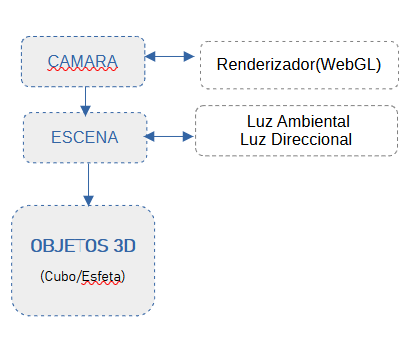 CAMARA
Renderizador(WebGL)
ESCENA
Luz Ambiental
Luz Direccional
OBJETOS 3D
(Cubo/Esfeta)